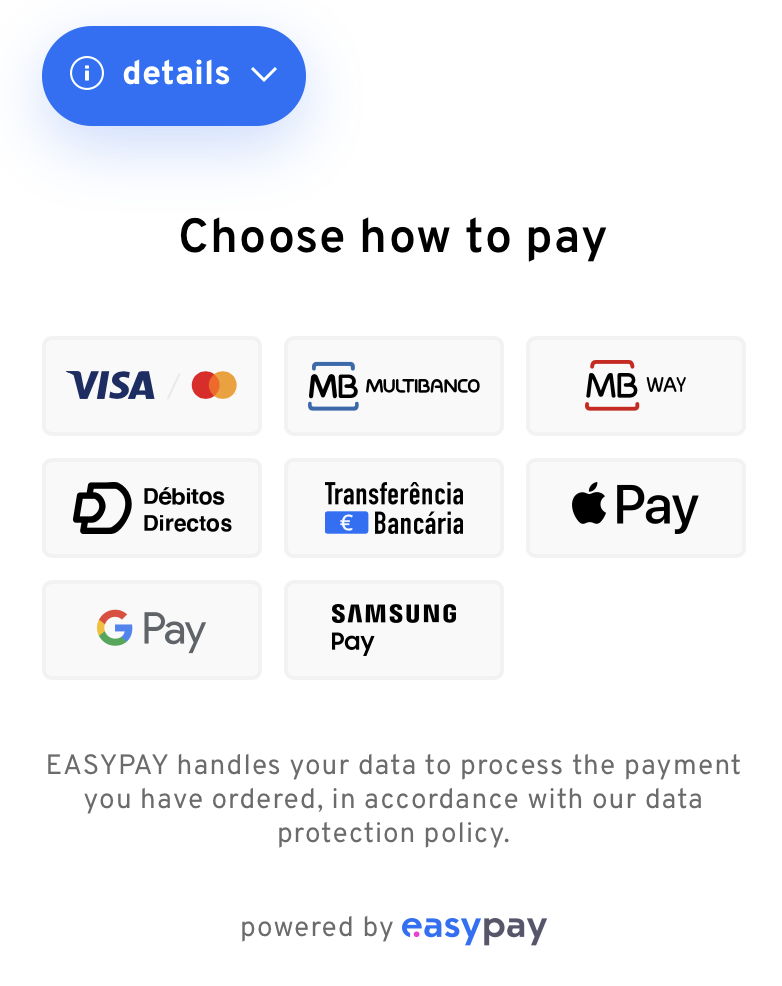 details
Choose how to pay
VISA
MB MULTIBANCO
MB WAY
Débitos
Directos
Transferência
€ Bancária
Pay
G Pay
SAMSUNG
Pay
EASYPAY handles your data to process the payment
you have ordered, in accordance with our data
protection policy.
powered by easypay